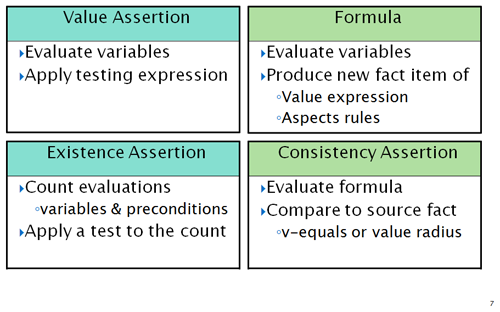 Value Assertion
▸Evaluate variables
▸Apply testing expression
Formula
▸Evaluate variables
▸Produce new fact item of
◦Value expression
◦Aspects rules
Existence Assertion
▸Count evaluations
◦variables & preconditions
▸Apply a test to the count
Consistency Assertion
▸Evaluate formula
▸Compare to source fact
◦v-equals or value radius
7